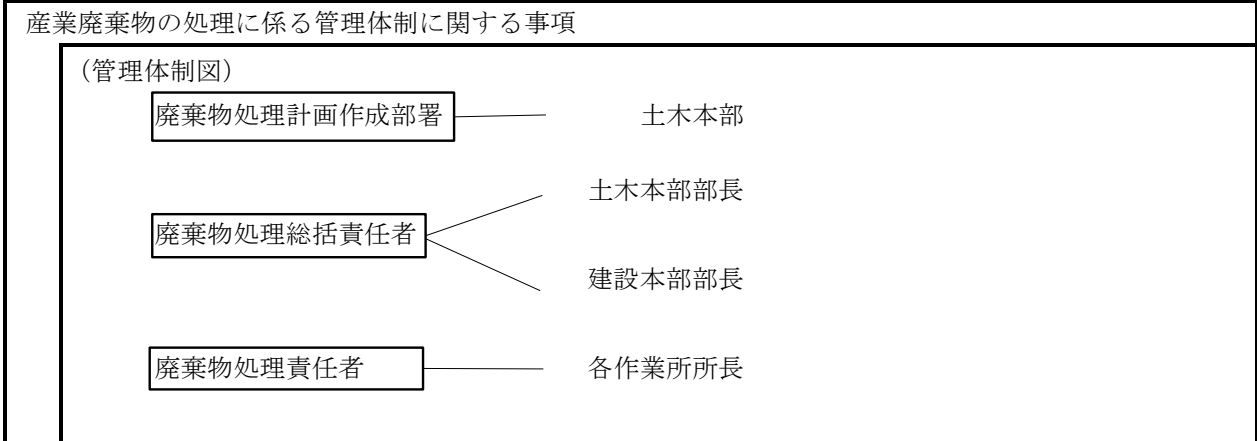 産業廃棄物の処理に係る管理体制に関する事項
（管理体制図）
廃棄物処理計画作成部署 土木本部
土木本部部長
廃棄物処理総括責任者
建設本部部長
廃棄物処理責任者 各作業所所長